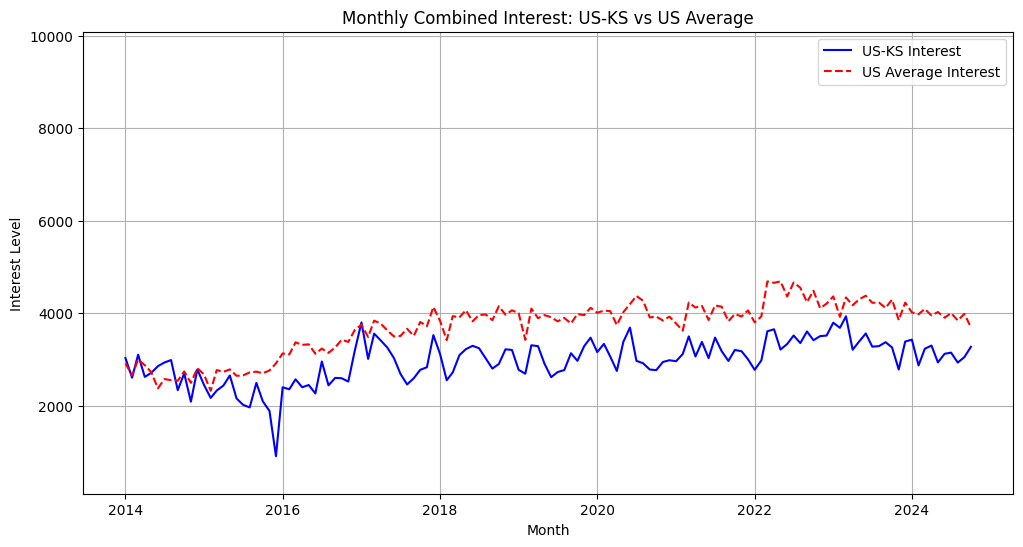 Monthly Combined Interest: US-KS vs US Average
10000
8000
6000
4000
2000
Interest Level
US-KS Interest
US Average Interest
2014 2016 2018 2020 2022 2024
Month